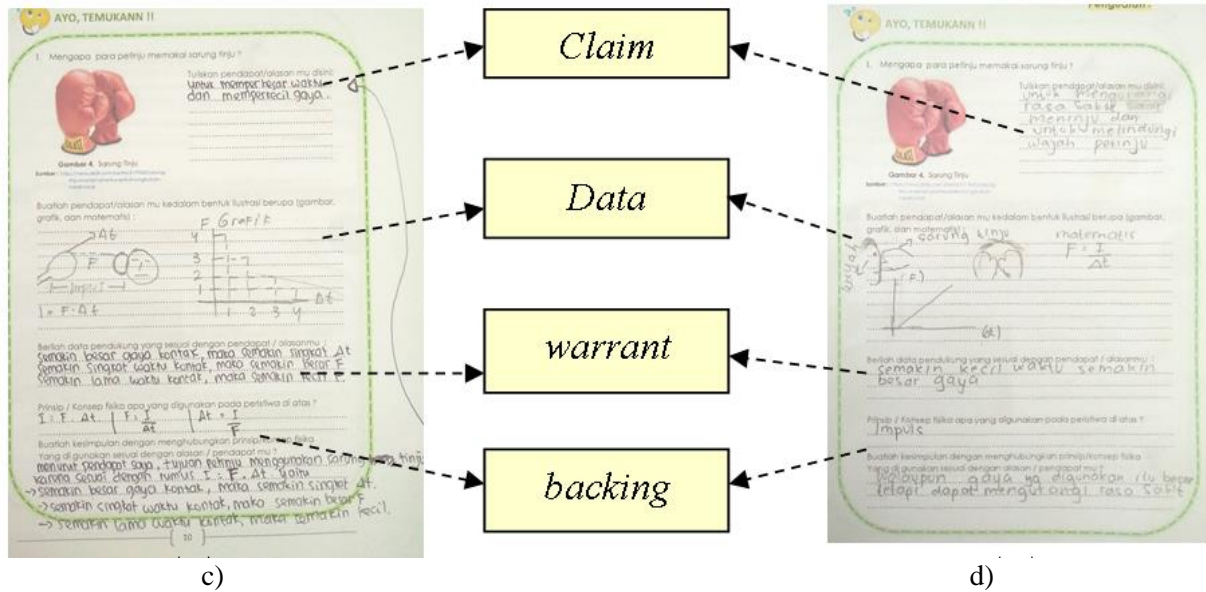 AYO, TEMUKANN !!
1. Mengapa para petinju memakai sarung tinju ?
Tuliskan pendapat/alasan mu disini:
untuk memperbesar waktu
dan memperkecil gaya.
Gambar 4. Sarung Tinju
Buatlah pendapat/alasan mu kedalam bentuk ilustrasi berupa (gambar,
grafik, dan matematis) :
Δt
F
I = F. Δt
F Grafik
4
3
2
1
1 2 3 4 Δt
Berilah data pendukung yang sesuai dengan pendapat / alasanmu :
semakin besar gaya kontak, maka semakin singkat Δt
semakin singkat waktu kontak, maka semakin besar F
semakin lama waktu kontak, maka semakin kecil F.
Prinsip / Konsep fisika apa yang digunakan pada peristiwa di atas ?
I = F. Δt | F = I/Δt | Δt = I/F
Buatlah kesimpulan dengan menghubungkan prinsip/konsep fisika
Yang di gunakan sesuai dengan alasan / pendapat mu ?
menurut pendapat saya, tujuan petinju menggunakan sarung tinju
karena sesuai dengan rumus I = F. Δt yaitu
→ semakin besar gaya kontak, maka semakin singkat Δt.
→ semakin singkat waktu kontak, maka semakin besar F
→ semakin lama waktu kontak, maka semakin kecil.
c)
Claim
Data
warrant
backing
AYO, TEMUKANN !!
1. Mengapa para petinju memakai sarung tinju ?
Tuliskan pendapat/alasan mu disini:
untuk mengurangi
rasa sakit saat
meninju dan
untuk melindungi
wajah petinju
Gambar 4. Sarung Tinju
Buatlah pendapat/alasan mu kedalam bentuk ilustrasi berupa (gambar,
grafik, dan matematis) :
sarung tinju
wajah
matematis
F = I/Δt
(F)
(t)
Berilah data pendukung yang sesuai dengan pendapat / alasanmu :
semakin kecil waktu semakin
besar gaya
Prinsip / Konsep fisika apa yang digunakan pada peristiwa di atas ?
Impuls
Buatlah kesimpulan dengan menghubungkan prinsip/konsep fisika
Yang di gunakan sesuai dengan alasan / pendapat mu ?
walaupun gaya yg digunakan itu besar
tetapi dapat mengurangi rasa sakit
d)